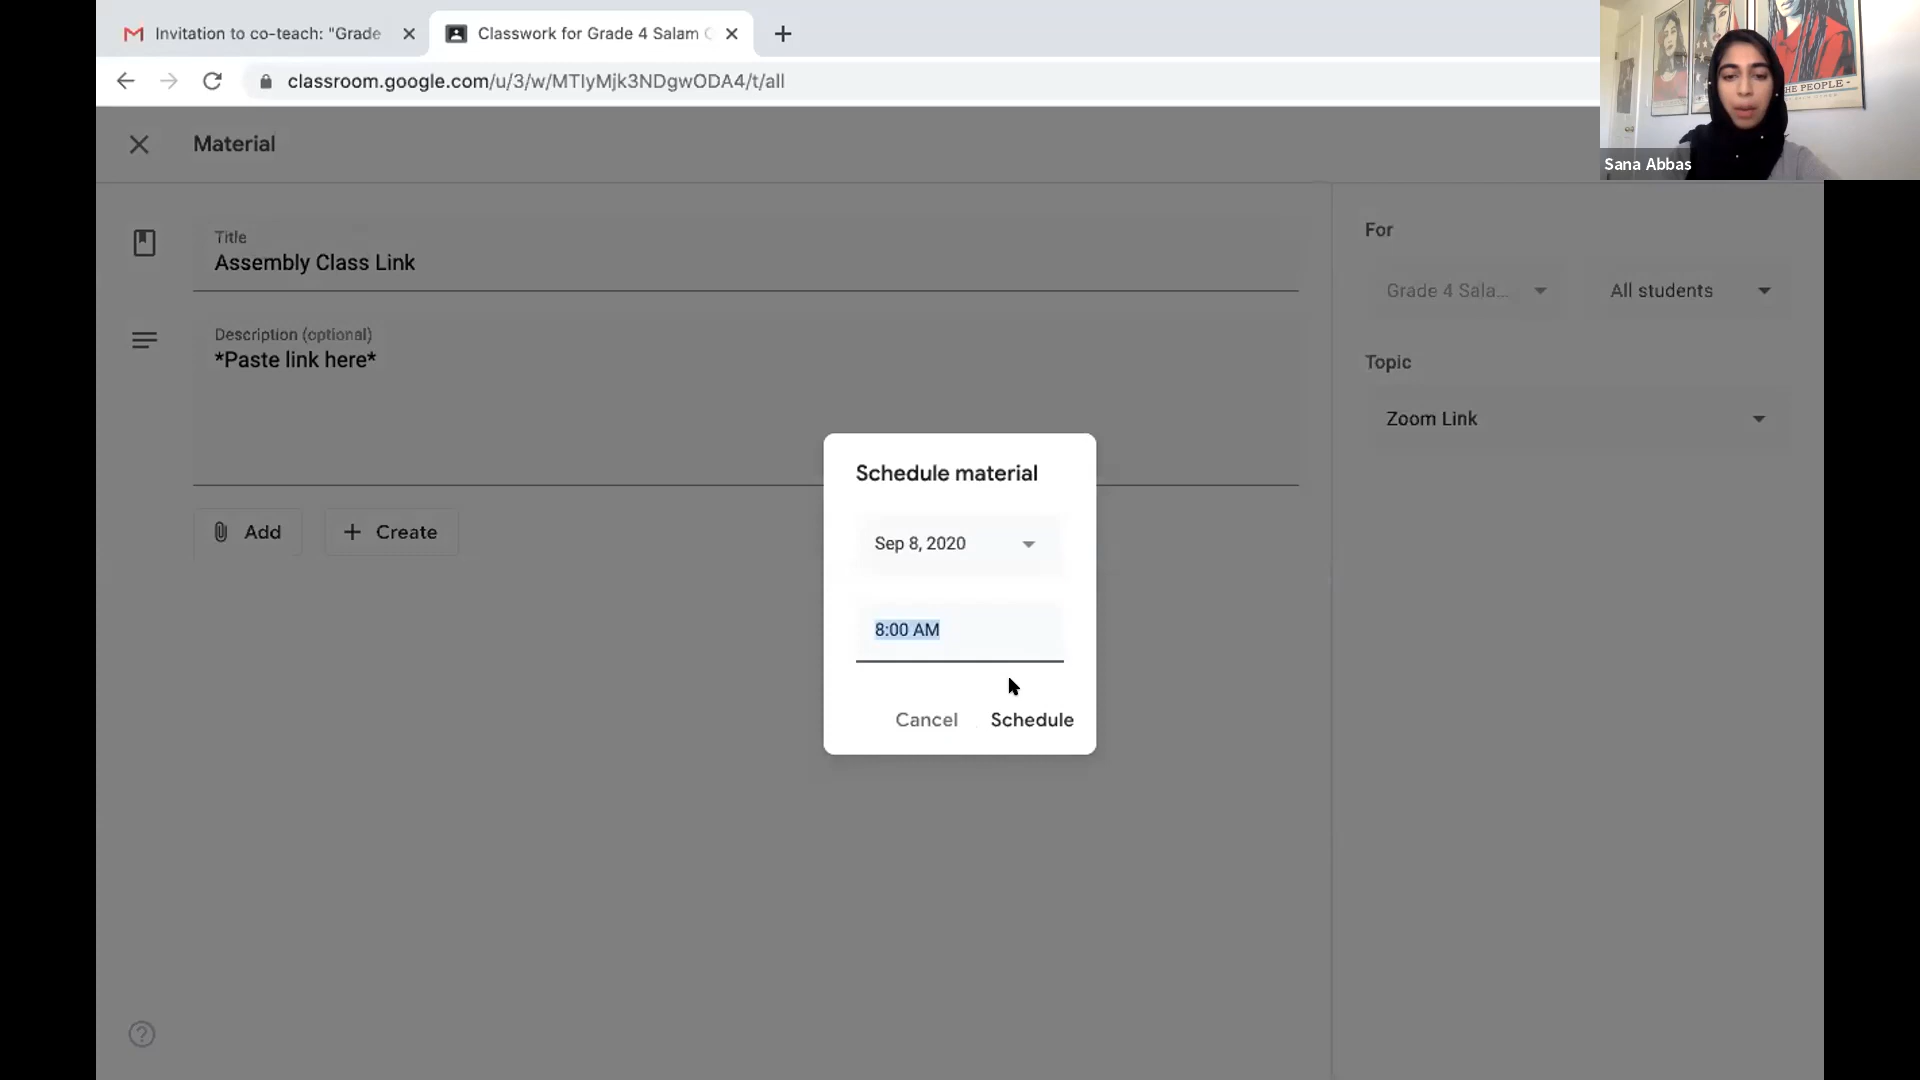 Invitation to co-teach: "Grade
Classwork for Grade 4 Salam
classroom.google.com/u/3/w/MTIyMjk3NDgwODA4/t/all
HE PEOPLE -
Sana Abbas
Material
Title
Assembly Class Link
Description (optional)
*Paste link here*
Add
Create
For
Grade 4 Sala...
All students
Topic
Zoom Link
Schedule material
Sep 8, 2020
8:00 AM
Cancel
Schedule